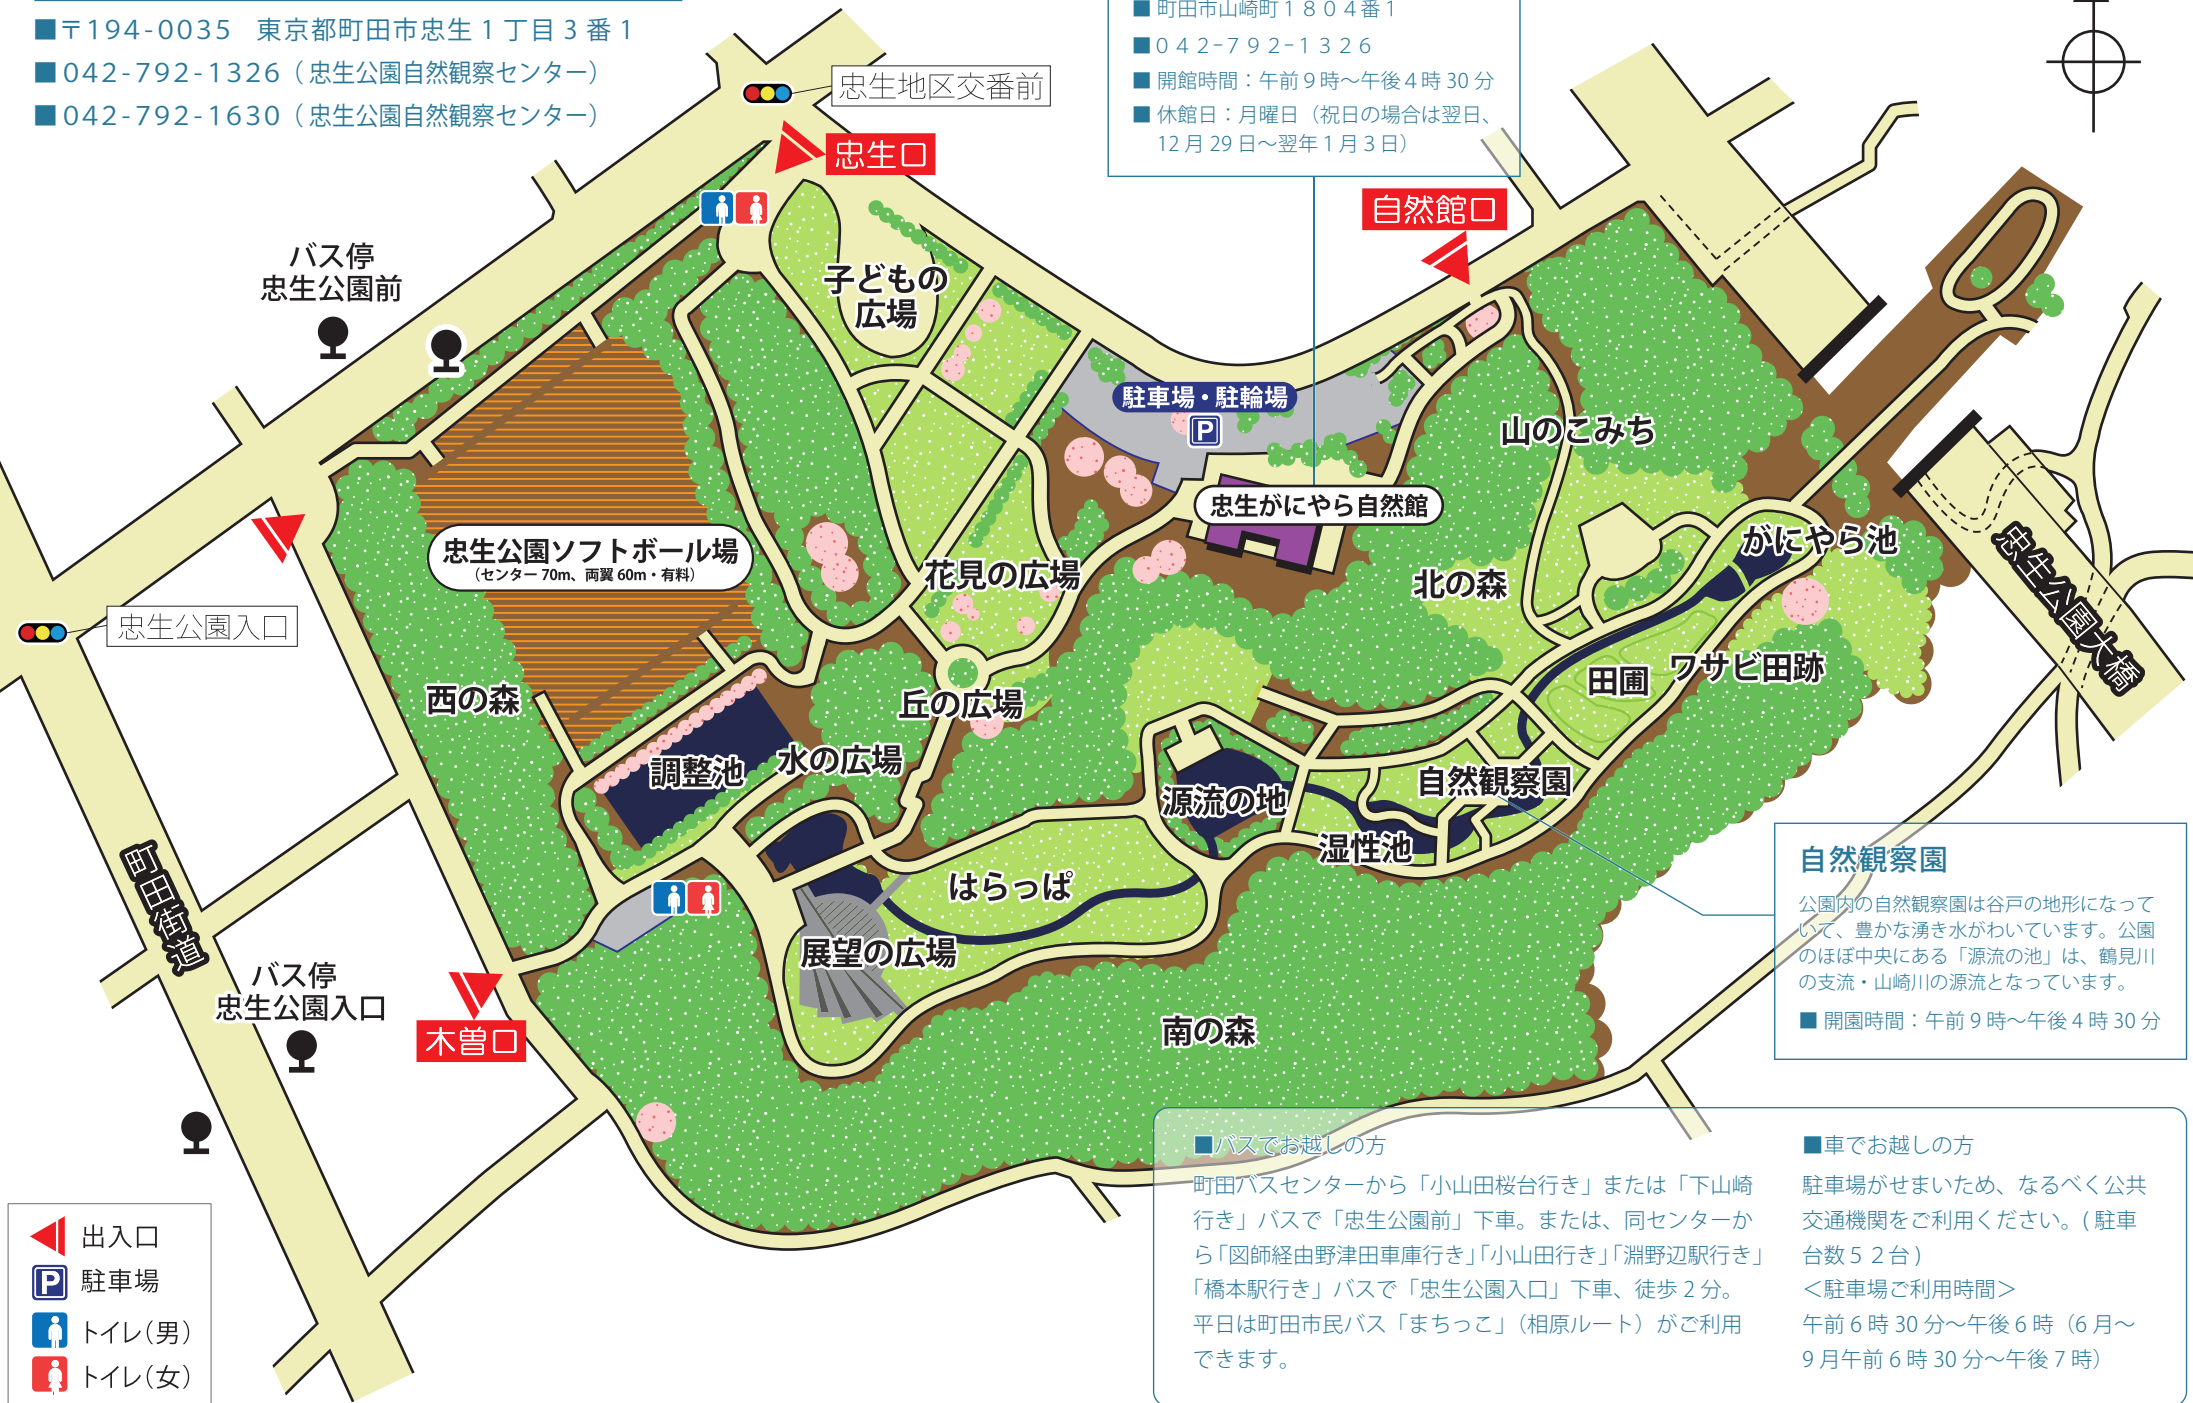 ■〒194-0035 東京都町田市忠生1丁目3番1
■042-792-1326（忠生公園自然観察センター）
■042-792-1630（忠生公園自然観察センター）
■町田市山崎町1804番1
■042-792-1326
■開館時間：午前9時～午後4時30分
■休館日：月曜日（祝日の場合は翌日、
12月29日～翌年1月3日）
忠生地区交番前
忠生口
自然館口
バス停
忠生公園前
子どもの
広場
駐車場・駐輪場
P
山のこみち
忠生がにやら自然館
忠生公園ソフトボール場
（センター70m、両翼60m・有料）
花見の広場
がにやら池
北の森
忠生公園大橋
忠生公園入口
西の森
丘の広場
田圃
ワサビ田跡
調整池
水の広場
源流の地
自然観察園
湿性池
はらっぱ
展望の広場
南の森
町田街道
バス停
忠生公園入口
木曽口
自然観察園
公園内の自然観察園は谷戸の地形になって
いて、豊かな湧き水がわいています。公園
のほぼ中央にある「源流の池」は、鶴見川
の支流・山崎川の源流となっています。
■開園時間：午前9時～午後4時30分
■バスでお越しの方
町田バスセンターから「小山田桜台行き」または「下山崎
行き」バスで「忠生公園前」下車。または、同センターか
ら「図師経由野津田車庫行き」「小山田行き」「淵野辺駅行き」
「橋本駅行き」バスで「忠生公園入口」下車、徒歩2分。
平日は町田市民バス「まちっこ」（相原ルート）がご利用
できます。
■車でお越しの方
駐車場がせまいため、なるべく公共
交通機関をご利用ください。(駐車
台数52台)
＜駐車場ご利用時間＞
午前6時30分～午後6時（6月～
9月午前6時30分～午後7時）
出入口
P 駐車場
トイレ（男）
トイレ（女）